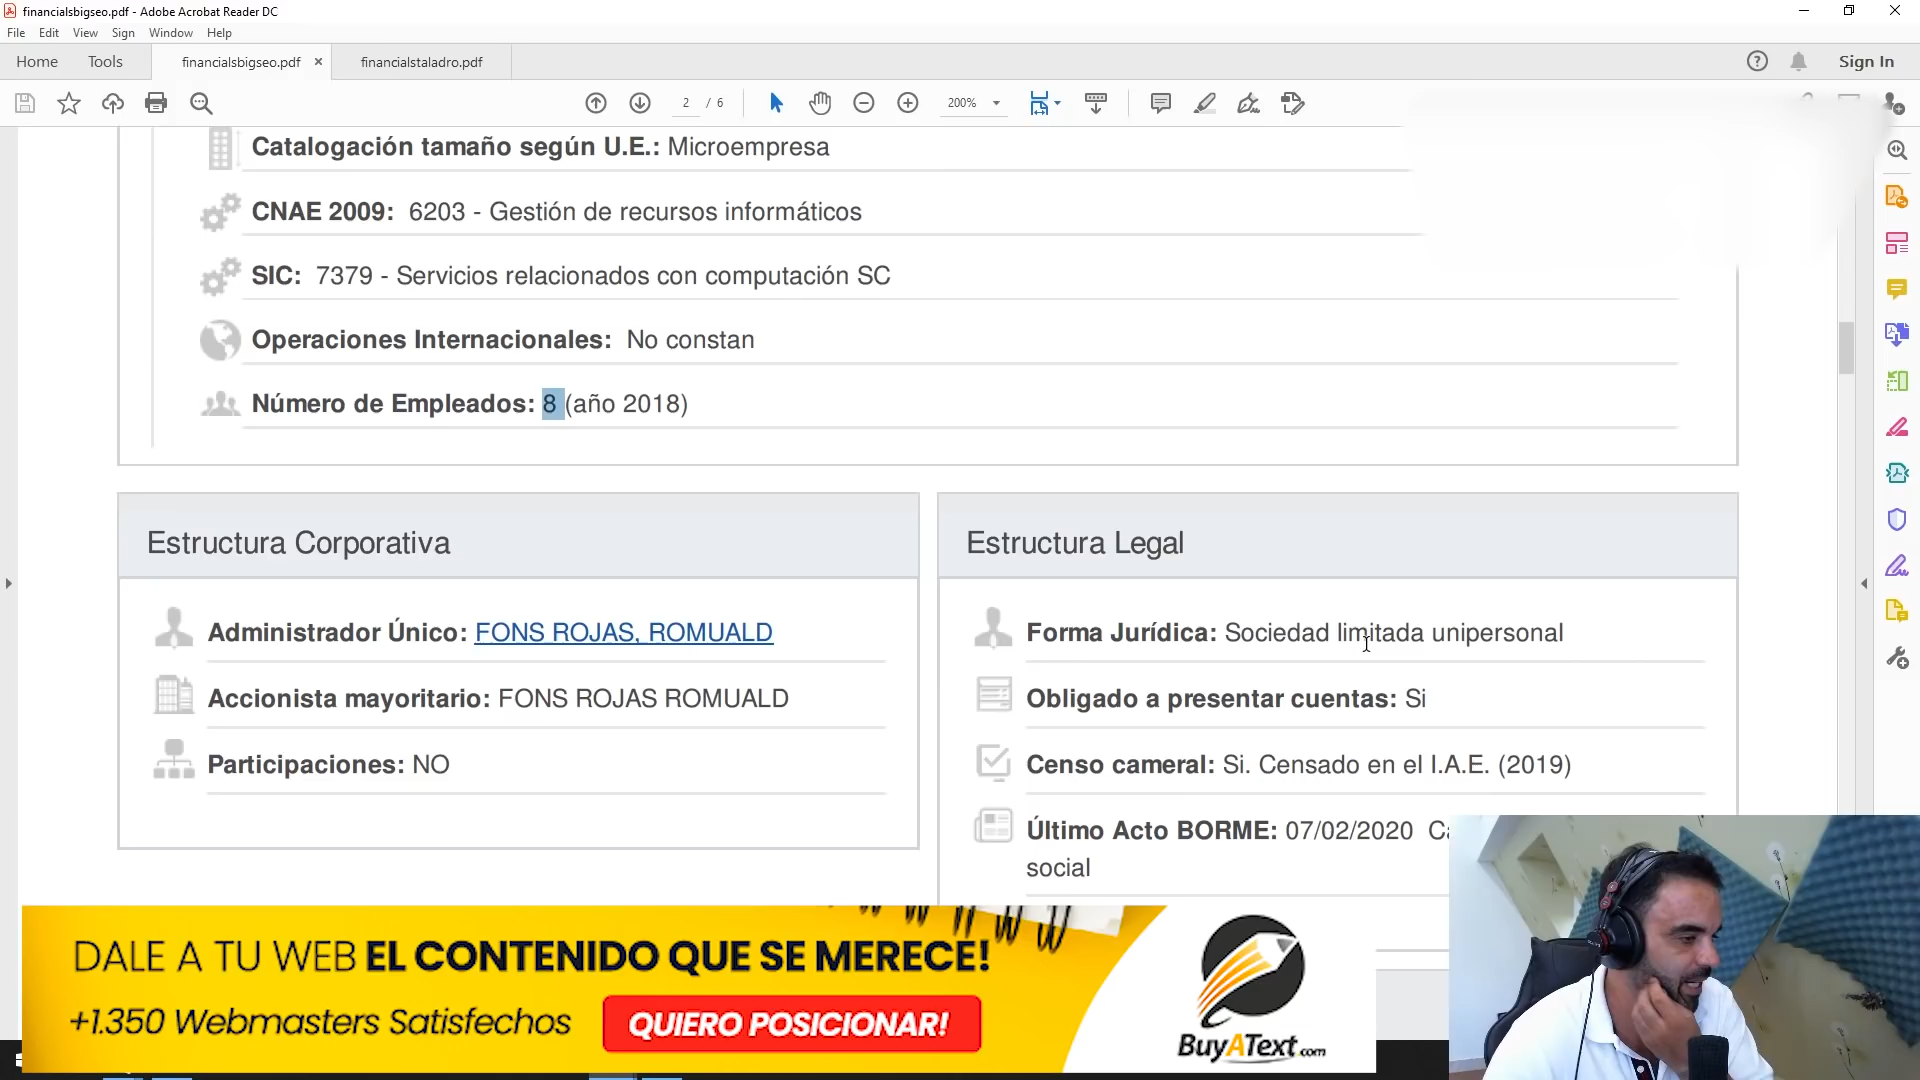 financialsbigseo.pdf - Adobe Acrobat Reader DC
File Edit View Sign Window Help
Home Tools financialsbigseo.pdf × financialstaladro.pdf Sign In
2 / 6 200%
Catalogación tamaño según U.E.: Microempresa
CNAE 2009: 6203 - Gestión de recursos informáticos
SIC: 7379 - Servicios relacionados con computación SC
Operaciones Internacionales: No constan
Número de Empleados: 8 (año 2018)
Estructura Corporativa
Administrador Único: FONS ROJAS, ROMUALD
Accionista mayoritario: FONS ROJAS ROMUALD
Participaciones: NO
Estructura Legal
Forma Jurídica: Sociedad limitada unipersonal
Obligado a presentar cuentas: Si
Censo cameral: Si. Censado en el I.A.E. (2019)
Último Acto BORME: 07/02/2020
social
DALE A TU WEB EL CONTENIDO QUE SE MERECE!
+1.350 Webmasters Satisfechos
QUIERO POSICIONAR!
BuyAText.com